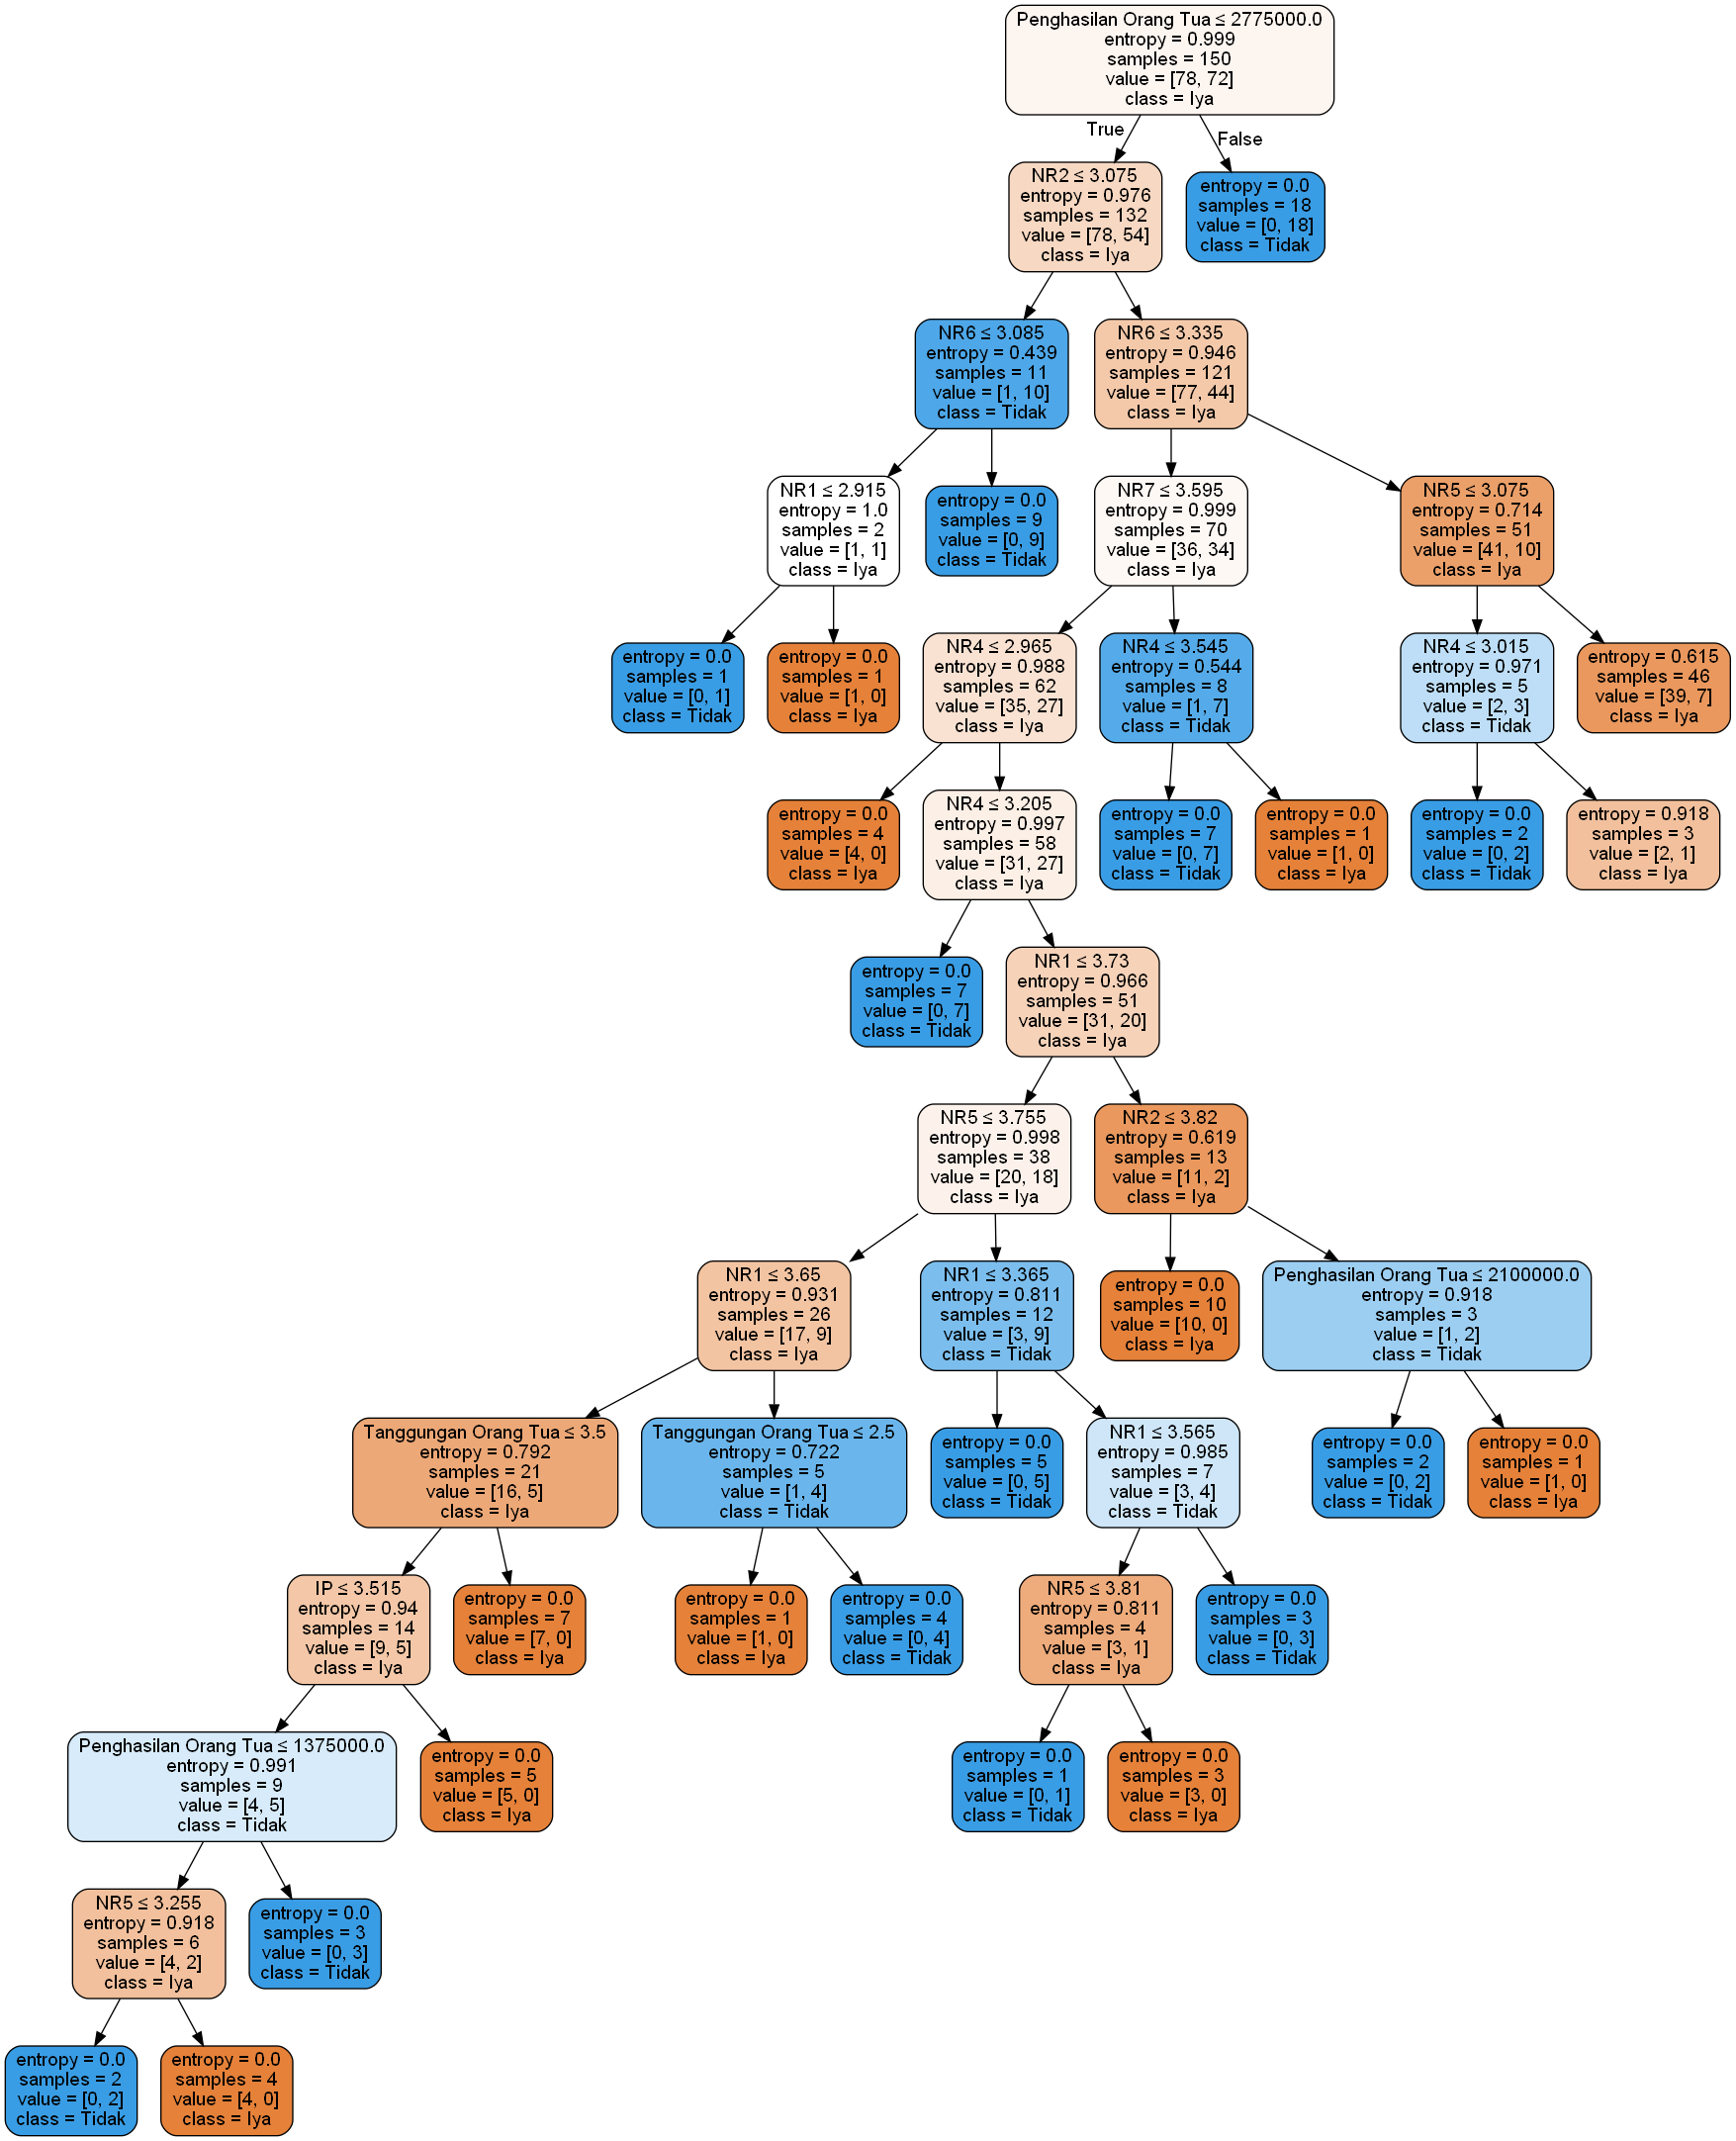 Penghasilan Orang Tua ≤ 2775000.0
entropy = 0.999
samples = 150
value = [78, 72]
class = Iya
True
False
NR2 ≤ 3.075
entropy = 0.976
samples = 132
value = [78, 54]
class = Iya
entropy = 0.0
samples = 18
value = [0, 18]
class = Tidak
NR6 ≤ 3.085
entropy = 0.439
samples = 11
value = [1, 10]
class = Tidak
NR6 ≤ 3.335
entropy = 0.946
samples = 121
value = [77, 44]
class = Iya
NR1 ≤ 2.915
entropy = 1.0
samples = 2
value = [1, 1]
class = Iya
entropy = 0.0
samples = 9
value = [0, 9]
class = Tidak
NR7 ≤ 3.595
entropy = 0.999
samples = 70
value = [36, 34]
class = Iya
NR5 ≤ 3.075
entropy = 0.714
samples = 51
value = [41, 10]
class = Iya
entropy = 0.0
samples = 1
value = [0, 1]
class = Tidak
entropy = 0.0
samples = 1
value = [1, 0]
class = Iya
NR4 ≤ 2.965
entropy = 0.988
samples = 62
value = [35, 27]
class = Iya
NR4 ≤ 3.545
entropy = 0.544
samples = 8
value = [1, 7]
class = Tidak
NR4 ≤ 3.015
entropy = 0.971
samples = 5
value = [2, 3]
class = Tidak
entropy = 0.615
samples = 46
value = [39, 7]
class = Iya
entropy = 0.0
samples = 4
value = [4, 0]
class = Iya
NR4 ≤ 3.205
entropy = 0.997
samples = 58
value = [31, 27]
class = Iya
entropy = 0.0
samples = 7
value = [0, 7]
class = Tidak
entropy = 0.0
samples = 1
value = [1, 0]
class = Iya
entropy = 0.0
samples = 2
value = [0, 2]
class = Tidak
entropy = 0.918
samples = 3
value = [2, 1]
class = Iya
entropy = 0.0
samples = 7
value = [0, 7]
class = Tidak
NR1 ≤ 3.73
entropy = 0.966
samples = 51
value = [31, 20]
class = Iya
NR5 ≤ 3.755
entropy = 0.998
samples = 38
value = [20, 18]
class = Iya
NR2 ≤ 3.82
entropy = 0.619
samples = 13
value = [11, 2]
class = Iya
NR1 ≤ 3.65
entropy = 0.931
samples = 26
value = [17, 9]
class = Iya
NR1 ≤ 3.365
entropy = 0.811
samples = 12
value = [3, 9]
class = Tidak
entropy = 0.0
samples = 10
value = [10, 0]
class = Iya
Penghasilan Orang Tua ≤ 2100000.0
entropy = 0.918
samples = 3
value = [1, 2]
class = Tidak
Tanggungan Orang Tua ≤ 3.5
entropy = 0.792
samples = 21
value = [16, 5]
class = Iya
Tanggungan Orang Tua ≤ 2.5
entropy = 0.722
samples = 5
value = [1, 4]
class = Tidak
entropy = 0.0
samples = 5
value = [0, 5]
class = Tidak
NR1 ≤ 3.565
entropy = 0.985
samples = 7
value = [3, 4]
class = Tidak
entropy = 0.0
samples = 2
value = [0, 2]
class = Tidak
entropy = 0.0
samples = 1
value = [1, 0]
class = Iya
IP ≤ 3.515
entropy = 0.94
samples = 14
value = [9, 5]
class = Iya
entropy = 0.0
samples = 7
value = [7, 0]
class = Iya
entropy = 0.0
samples = 1
value = [1, 0]
class = Iya
entropy = 0.0
samples = 4
value = [0, 4]
class = Tidak
NR5 ≤ 3.81
entropy = 0.811
samples = 4
value = [3, 1]
class = Iya
entropy = 0.0
samples = 3
value = [0, 3]
class = Tidak
Penghasilan Orang Tua ≤ 1375000.0
entropy = 0.991
samples = 9
value = [4, 5]
class = Tidak
entropy = 0.0
samples = 5
value = [5, 0]
class = Iya
entropy = 0.0
samples = 1
value = [0, 1]
class = Tidak
entropy = 0.0
samples = 3
value = [3, 0]
class = Iya
NR5 ≤ 3.255
entropy = 0.918
samples = 6
value = [4, 2]
class = Iya
entropy = 0.0
samples = 3
value = [0, 3]
class = Tidak
entropy = 0.0
samples = 2
value = [0, 2]
class = Tidak
entropy = 0.0
samples = 4
value = [4, 0]
class = Iya